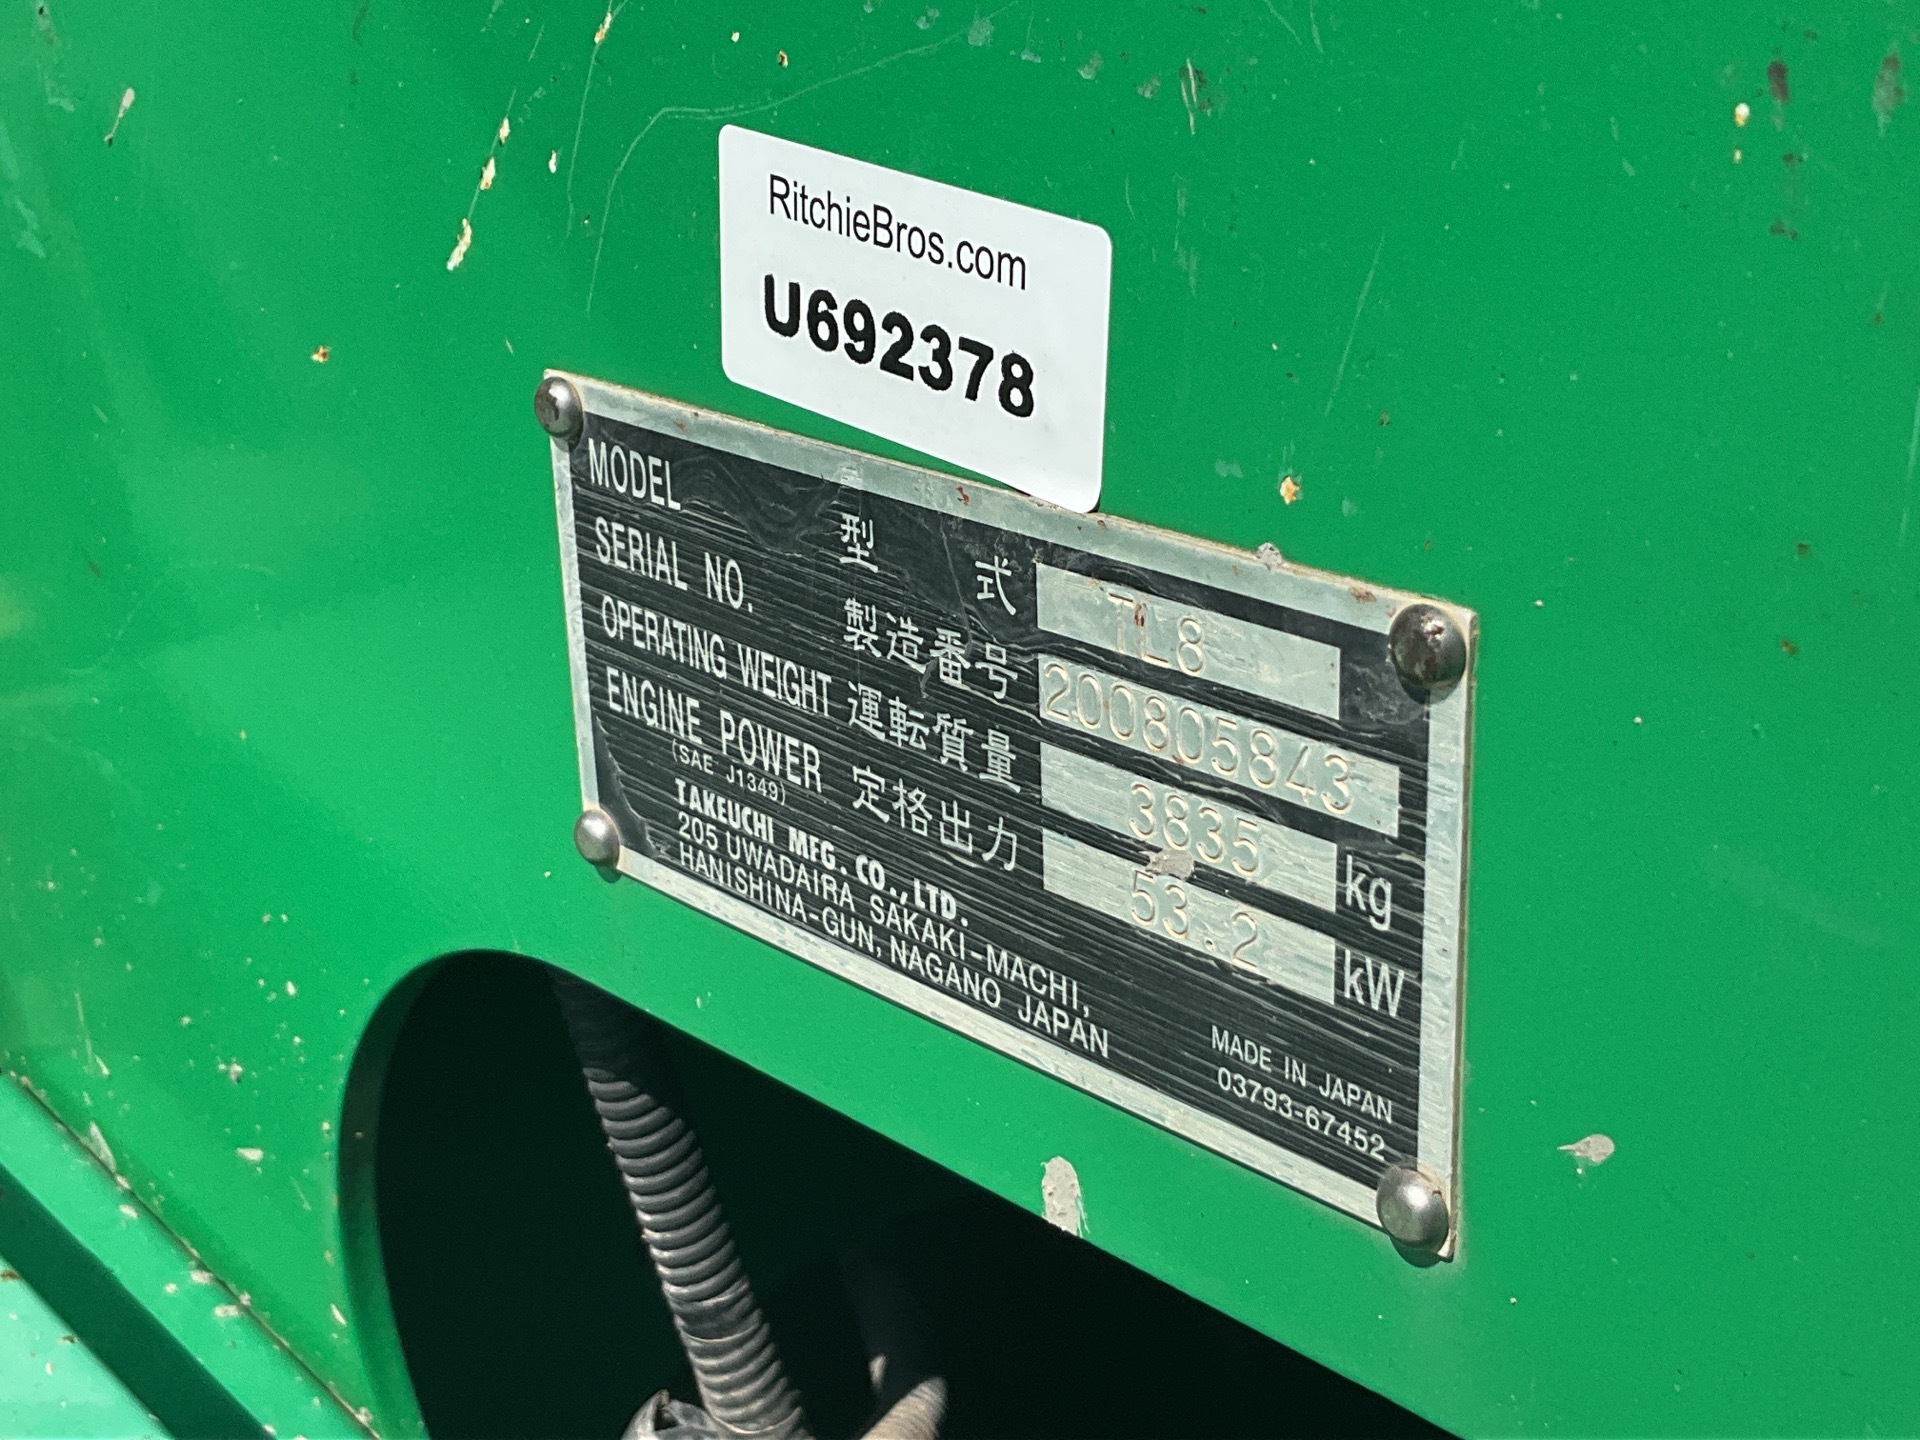 RitchieBros.com
U692378
MODEL 型式 TL8
SERIAL NO. 製造番号 200805843
OPERATING WEIGHT 運転質量 3835 kg
ENGINE POWER 定格出力 53.2 kW
(SAE J1349)
TAKEUCHI MFG. CO.,LTD.
205 UWADAIRA SAKAKI-MACHI,
HANISHINA-GUN, NAGANO JAPAN
MADE IN JAPAN
03793-67452